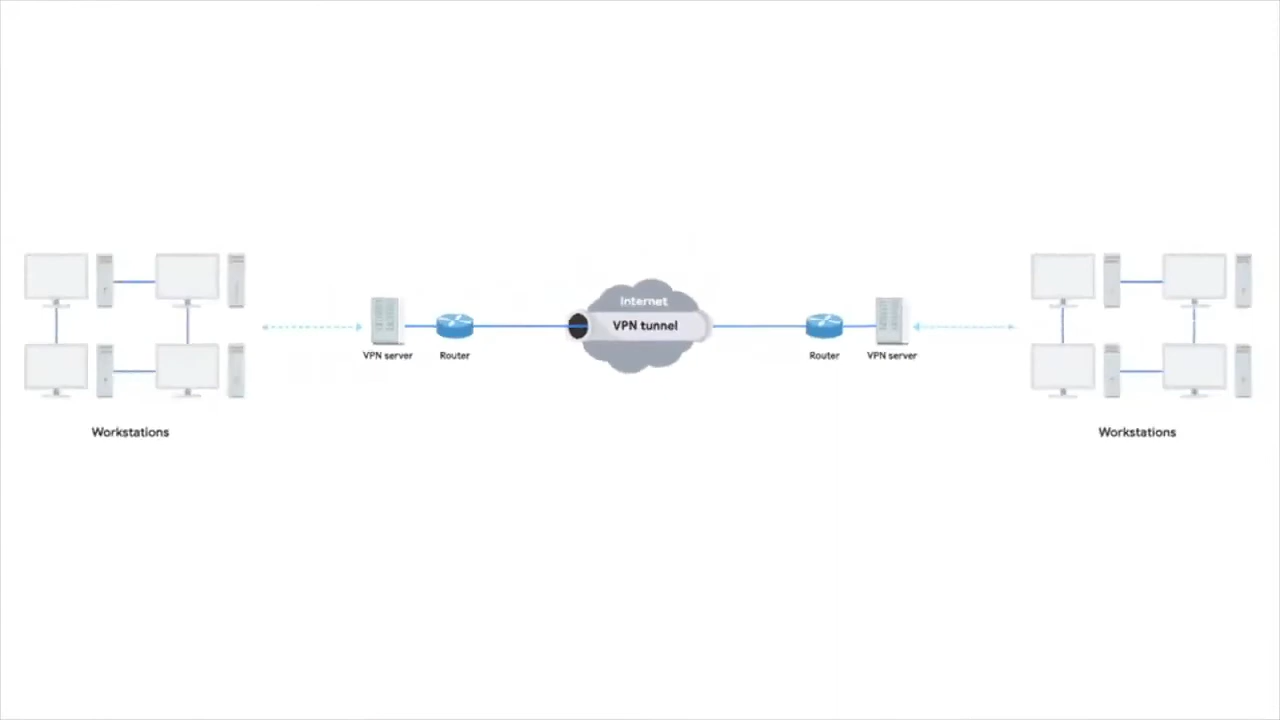 Internet
VPN tunnel
VPN server
Router
Router
VPN server
Workstations
Workstations